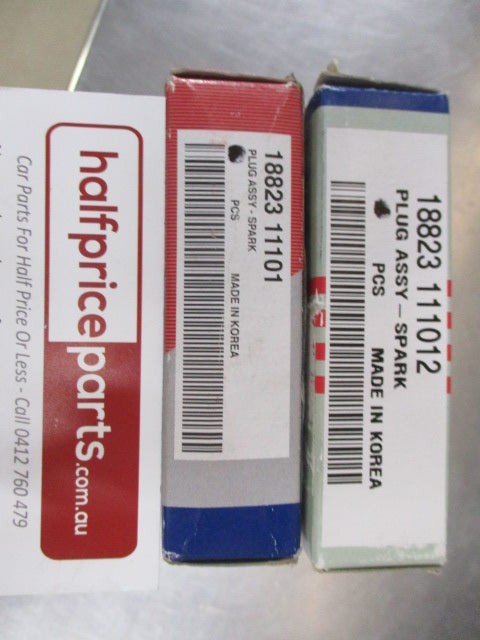 halfpriceparts.com.au
Car Parts For Half Price Or Less - Call 0412 760 479
18823 11101
PLUG ASSY - SPARK
PCS MADE IN KOREA
18823 111012
PLUG ASSY – SPARK
PCS MADE IN KOREA